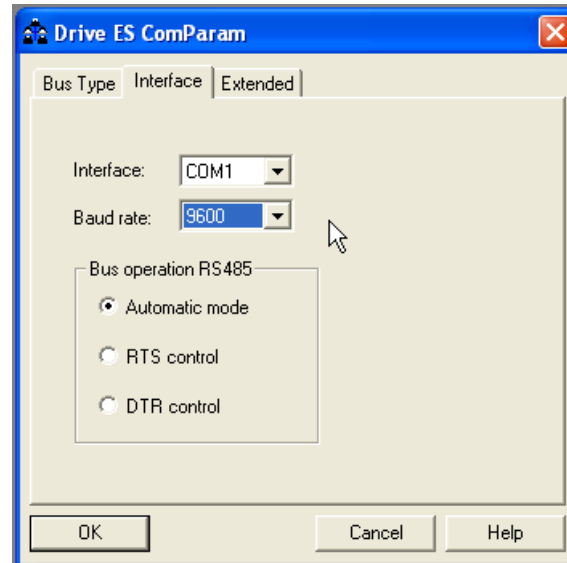 Drive ES ComParam
Bus Type Interface Extended
Interface: COM1
Baud rate: 9600
Bus operation RS485
Automatic mode
RTS control
DTR control
OK Cancel Help